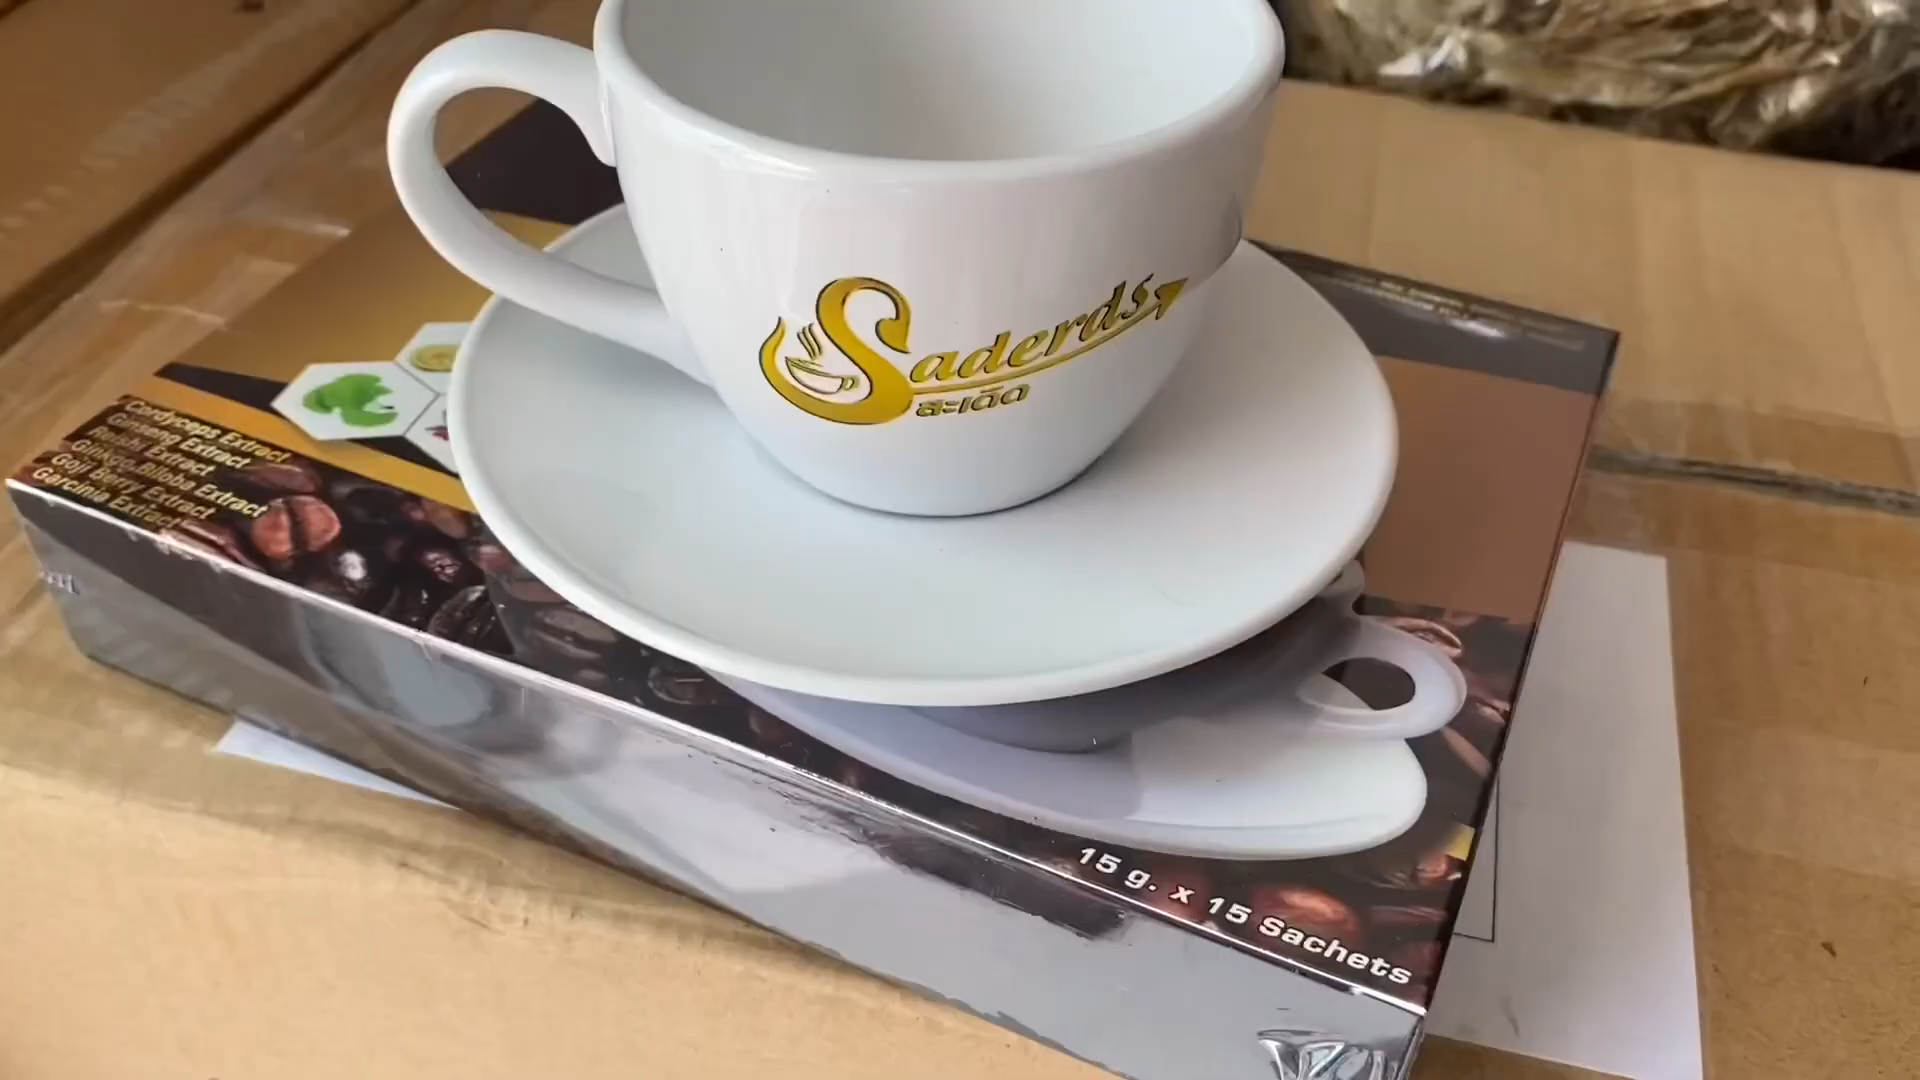 Saderds
สะเด็ด
Cordyceps Extract
Ginseng Extract
Reishi Extract
Ginkgo Biloba Extract
Goji Berry Extract
Garcinia Extract
15 g. x 15 Sachets